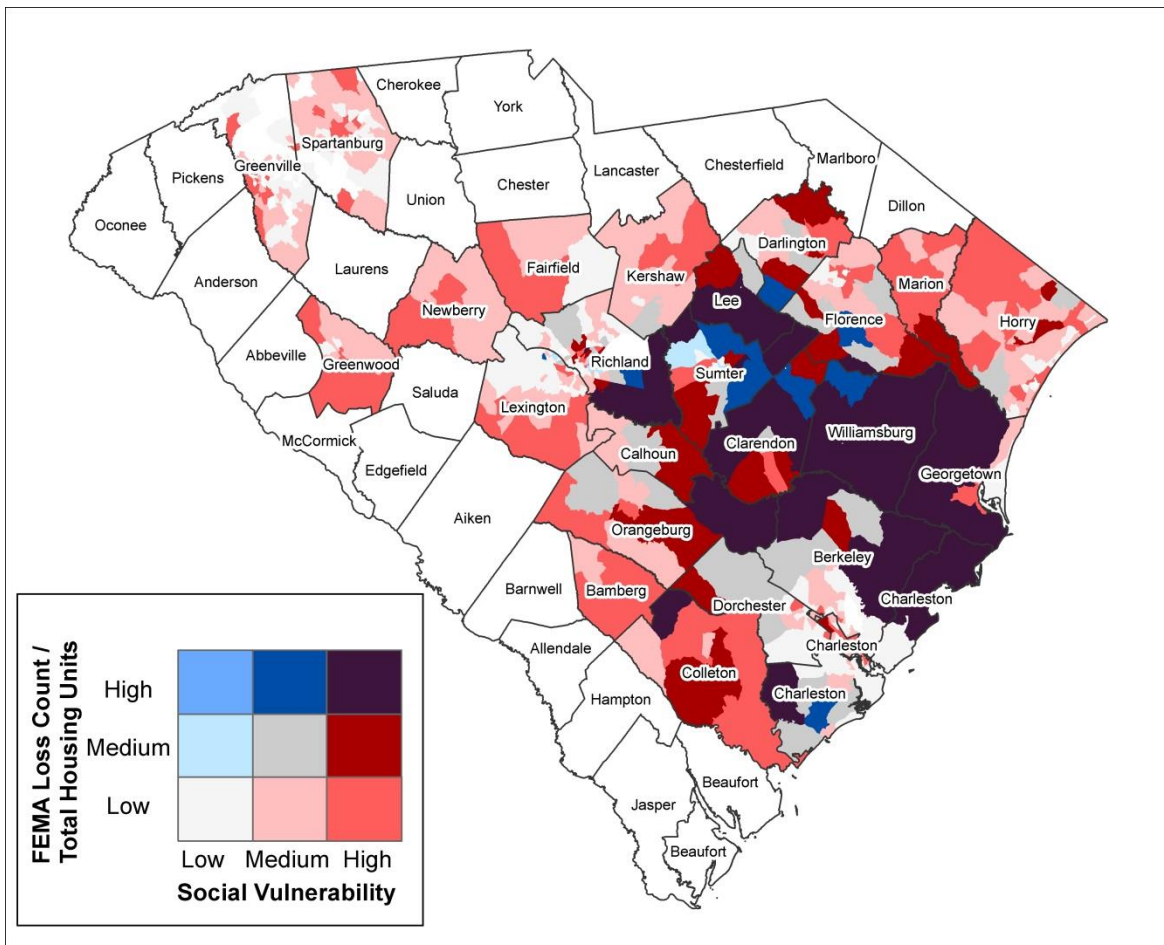 Cherokee
York
Spartanburg
Greenville
Pickens
Oconee
Union
Chester
Lancaster
Chesterfield
Marlboro
Dillon
Darlington
Anderson
Laurens
Fairfield
Kershaw
Marion
Lee
Newberry
Florence
Horry
Abbeville
Greenwood
Richland
Sumter
Saluda
Lexington
McCormick
Clarendon
Williamsburg
Edgefield
Calhoun
Georgetown
Aiken
Orangeburg
Berkeley
Barnwell
Bamberg
Dorchester
Charleston
Allendale
Charleston
Colleton
Charleston
Hampton
Beaufort
Jasper
Beaufort
FEMA Loss Count /
Total Housing Units
High
Medium
Low
Low Medium High
Social Vulnerability